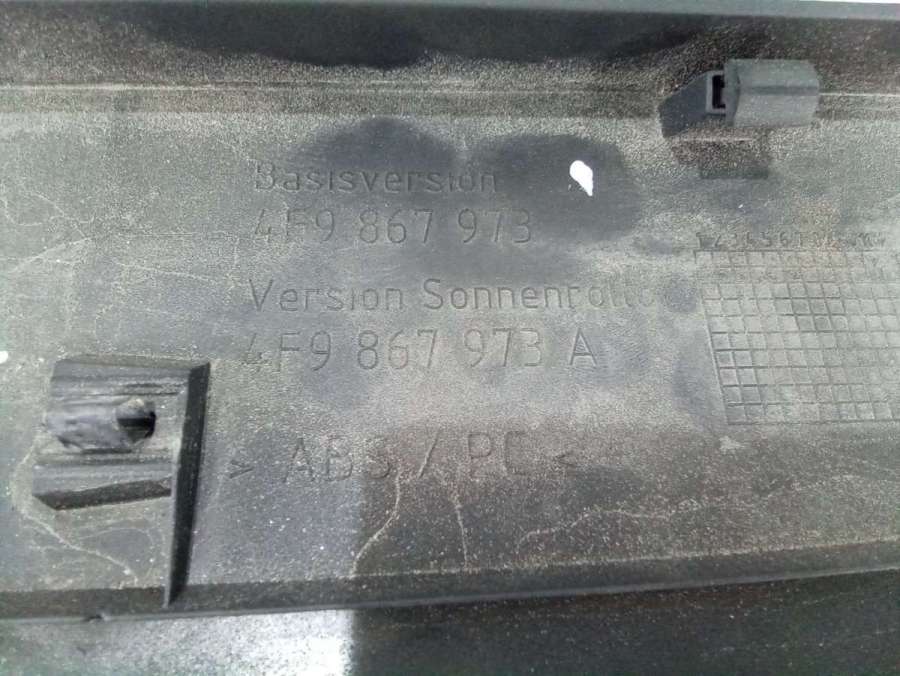 Basisversion
4F9 867 973
Version Sonnenrollo
4F9 867 973 A
> ABS / PC <